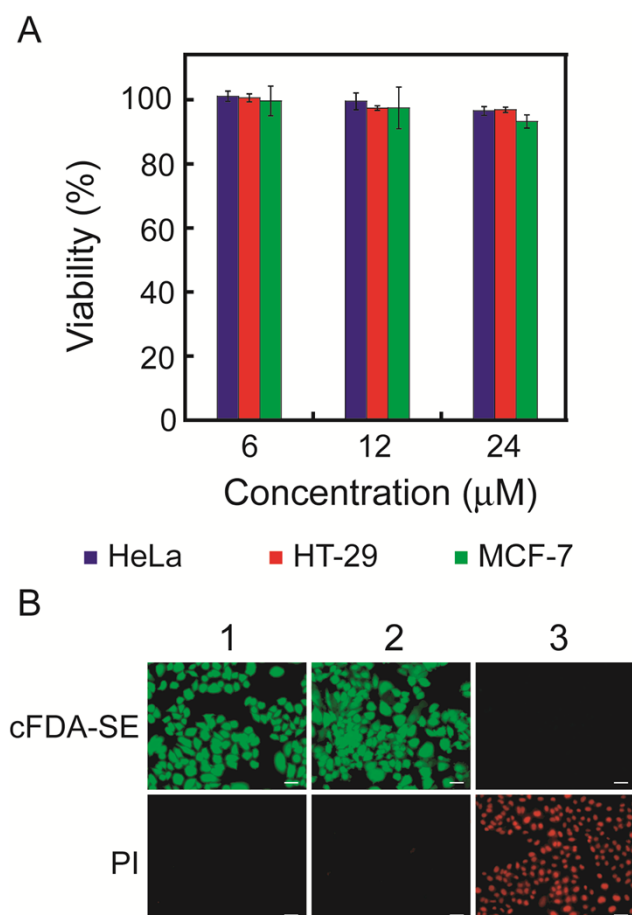 A
Viability (%)
100
80
60
40
20
0
6 12 24
Concentration (μM)
HeLa HT-29 MCF-7
B
1 2 3
cFDA-SE
PI